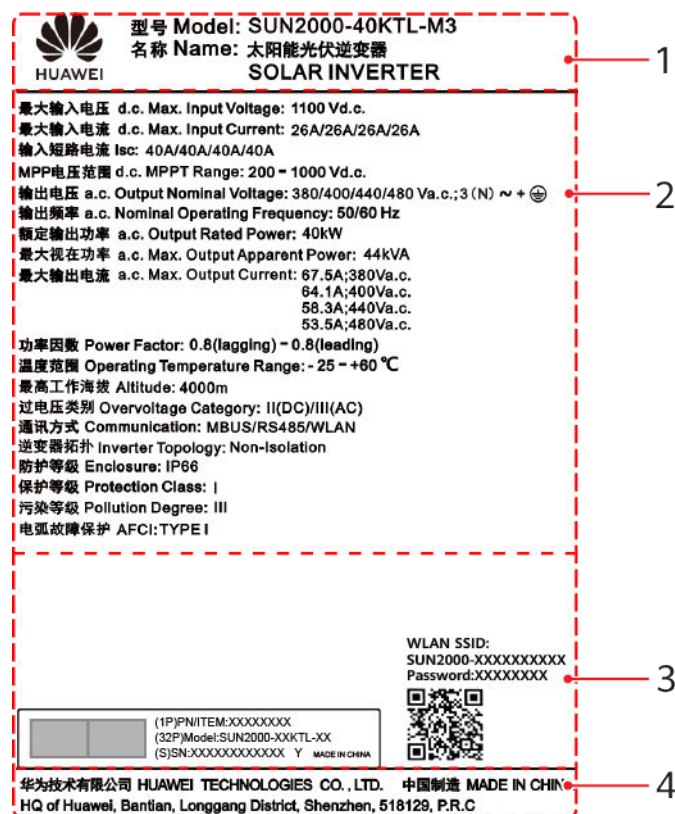 HUAWEI
型号 Model: SUN2000-40KTL-M3
名称 Name: 太阳能光伏逆变器
SOLAR INVERTER
1
最大输入电压 d.c. Max. Input Voltage: 1100 Vd.c.
最大输入电流 d.c. Max. Input Current: 26A/26A/26A/26A
输入短路电流 Isc: 40A/40A/40A/40A
MPP电压范围 d.c. MPPT Range: 200 - 1000 Vd.c.
输出电压 a.c. Output Nominal Voltage: 380/400/440/480 Va.c.;3(N) ~ + ⏚
2
输出频率 a.c. Nominal Operating Frequency: 50/60 Hz
额定输出功率 a.c. Output Rated Power: 40kW
最大视在功率 a.c. Max. Output Apparent Power: 44kVA
最大输出电流 a.c. Max. Output Current: 67.5A;380Va.c.
64.1A;400Va.c.
58.3A;440Va.c.
53.5A;480Va.c.
功率因数 Power Factor: 0.8(lagging) - 0.8(leading)
温度范围 Operating Temperature Range: - 25 - +60 ℃
最高工作海拔 Altitude: 4000m
过电压类别 Overvoltage Category: II(DC)/III(AC)
通讯方式 Communication: MBUS/RS485/WLAN
逆变器拓扑 Inverter Topology: Non-Isolation
防护等级 Enclosure: IP66
保护等级 Protection Class: I
污染等级 Pollution Degree: III
电弧故障保护 AFCI:TYPE I
WLAN SSID:
SUN2000-XXXXXXXXXX
Password:XXXXXXXX
3
(1P)PN/ITEM:XXXXXXXX
(32P)Model:SUN2000-XXKTL-XX
(S)SN:XXXXXXXXXXXX Y MADE IN CHINA
华为技术有限公司 HUAWEI TECHNOLOGIES CO., LTD. 中国制造 MADE IN CHIN
4
HQ of Huawei, Bantian, Longgang District, Shenzhen, 518129, P.R.C